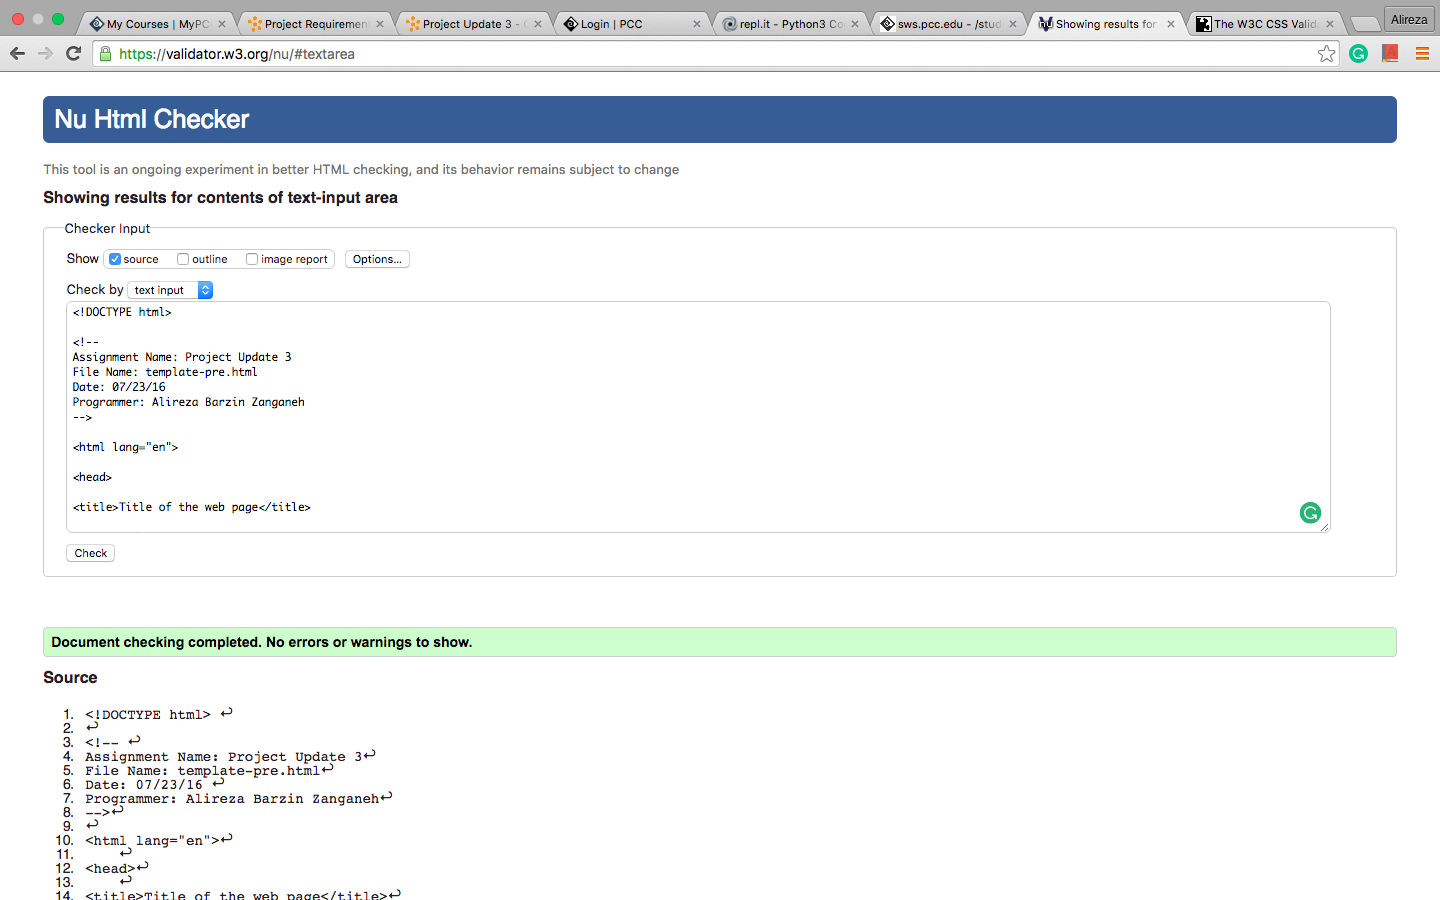 My Courses | MyPC
Project Requiremen
Project Update 3 - C
Login | PCC
repl.it - Python3 Co
sws.pcc.edu - /stud
Showing results for
The W3C CSS Valid
Alireza
https://validator.w3.org/nu/#textarea
Nu Html Checker
This tool is an ongoing experiment in better HTML checking, and its behavior remains subject to change
Showing results for contents of text-input area
Checker Input
Show source outline image report Options...
Check by text input
<!DOCTYPE html>
<!--
Assignment Name: Project Update 3
File Name: template-pre.html
Date: 07/23/16
Programmer: Alireza Barzin Zanganeh
-->
<html lang="en">
<head>
<title>Title of the web page</title>
Check
Document checking completed. No errors or warnings to show.
Source
1. <!DOCTYPE html> ↩
2. ↩
3. <!-- ↩
4. Assignment Name: Project Update 3↩
5. File Name: template-pre.html↩
6. Date: 07/23/16 ↩
7. Programmer: Alireza Barzin Zanganeh↩
8. -->↩
9. ↩
10. <html lang="en">↩
11. ↩
12. <head>↩
13. ↩
14. <title>Title of the web page</title>↩